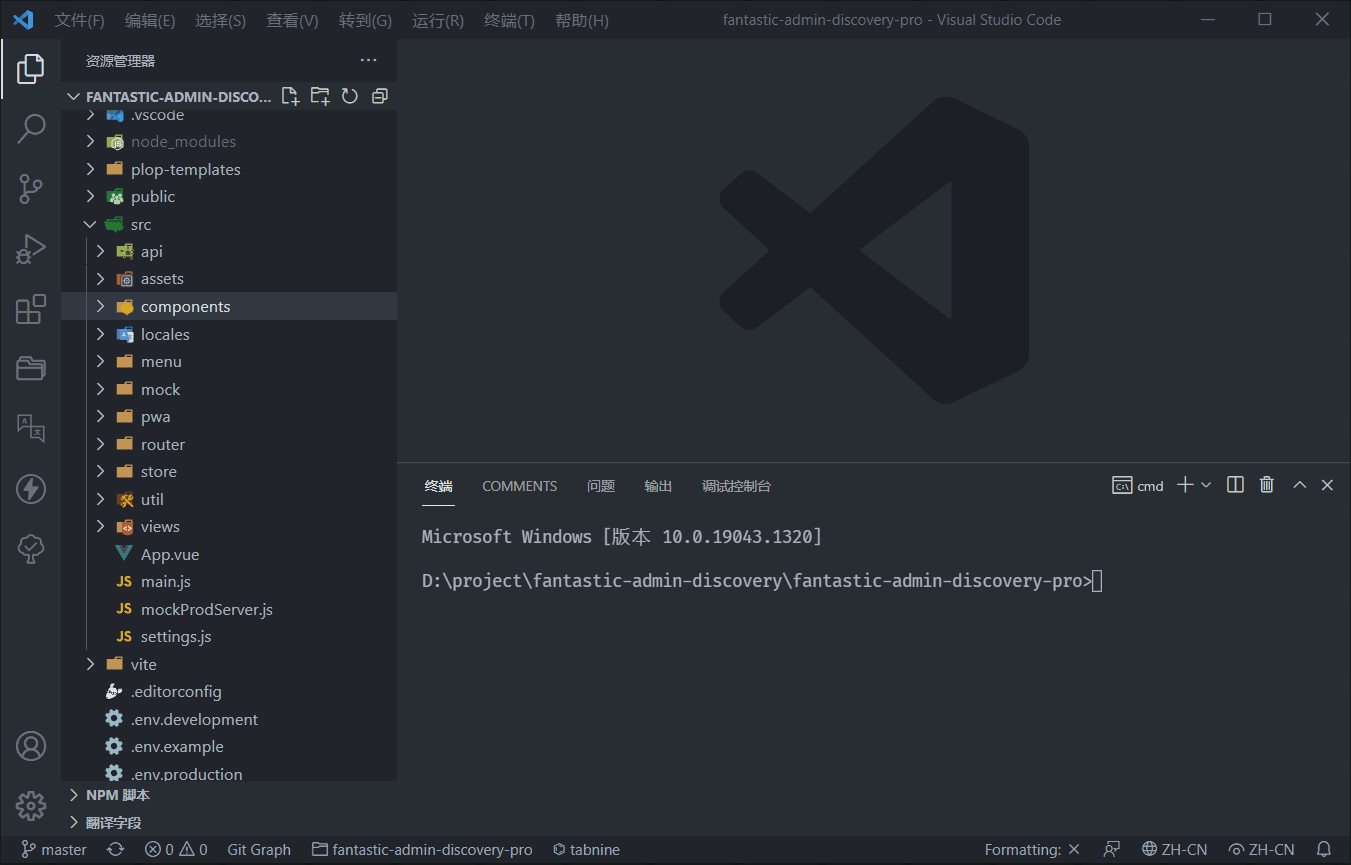 文件(F) 编辑(E) 选择(S) 查看(V) 转到(G) 运行(R) 终端(T) 帮助(H) fantastic-admin-discovery-pro - Visual Studio Code
资源管理器
FANTASTIC-ADMIN-DISCO...
.vscode
node_modules
plop-templates
public
src
api
assets
components
locales
menu
mock
pwa
router
store
util
views
App.vue
JS main.js
JS mockProdServer.js
JS settings.js
vite
.editorconfig
.env.development
.env.example
.env.production
NPM 脚本
翻译字段
终端 COMMENTS 问题 输出 调试控制台 cmd
Microsoft Windows [版本 10.0.19043.1320]
D:\project\fantastic-admin-discovery\fantastic-admin-discovery-pro>
master 0 0 Git Graph fantastic-admin-discovery-pro tabnine Formatting: ZH-CN ZH-CN